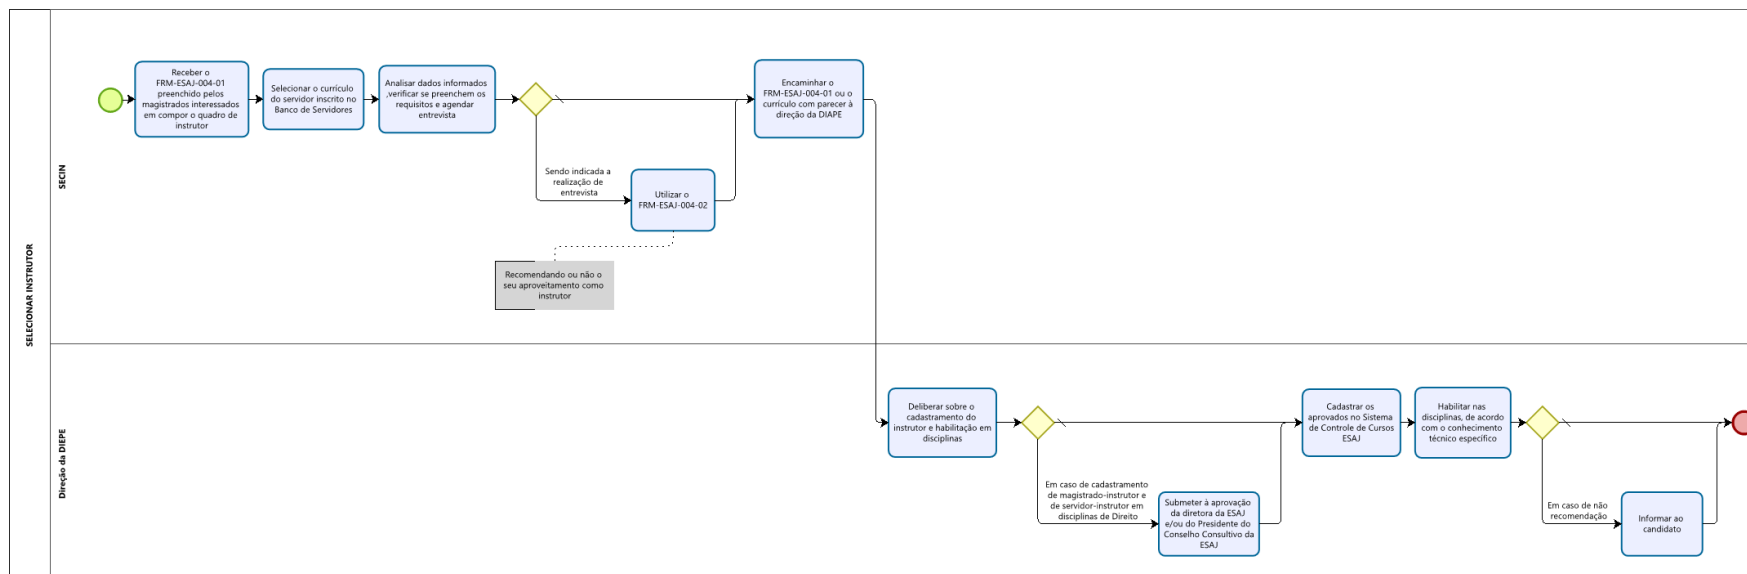 SELECIONAR INSTRUTOR
SECIN
Receber o
FRM-ESAJ-004-01
preenchido pelos
magistrados interessados
em compor o quadro de
instrutor
Selecionar o currículo
do servidor inscrito no
Banco de Servidores
Analisar dados informados
,verificar se preenchem os
requisitos e agendar
entrevista
Sendo indicada a
realização de
entrevista
Utilizar o
FRM-ESAJ-004-02
Recomendando ou não o
seu aproveitamento como
instrutor
Encaminhar o
FRM-ESAJ-004-01 ou o
currículo com parecer à
direção da DIAPE
Direção da DIEPE
Deliberar sobre o
cadastramento do
instrutor e habilitação em
disciplinas
Em caso de cadastramento
de magistrado-instrutor e
de servidor-instrutor em
disciplinas de Direito
Submeter à aprovação
da diretora da ESAJ
e/ou do Presidente do
Conselho Consultivo da
ESAJ
Cadastrar os
aprovados no Sistema
de Controle de Cursos
ESAJ
Habilitar nas
disciplinas, de acordo
com o conhecimento
técnico específico
Em caso de não
recomendação
Informar ao
candidato